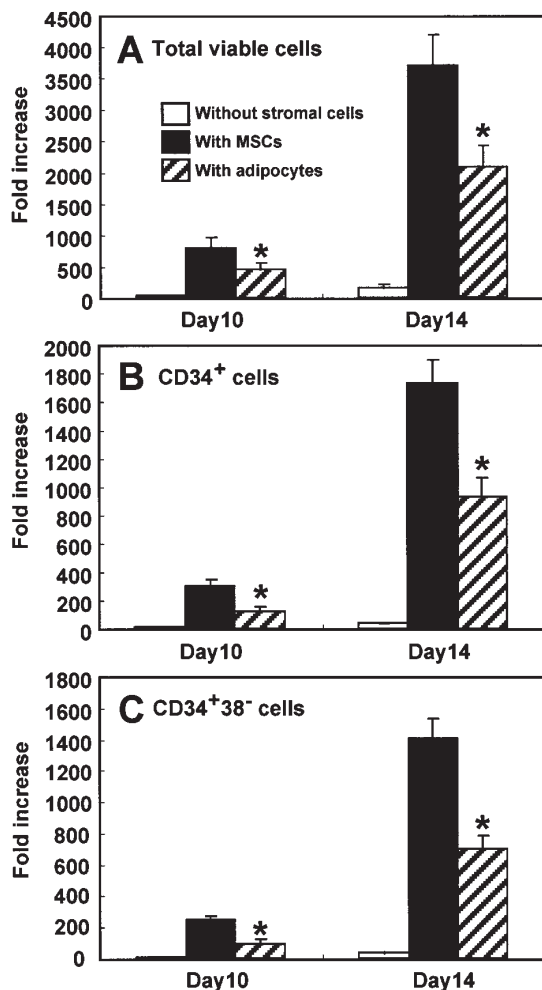 A Total viable cells
Without stromal cells
With MSCs
With adipocytes
Fold increase
4500
4000
3500
3000
2500
2000
1500
1000
500
0
*
*
Day10
Day14
B CD34⁺ cells
Fold increase
2000
1800
1600
1400
1200
1000
800
600
400
200
0
*
*
Day10
Day14
C CD34⁺38⁻ cells
Fold increase
1800
1600
1400
1200
1000
800
600
400
200
0
*
*
Day10
Day14